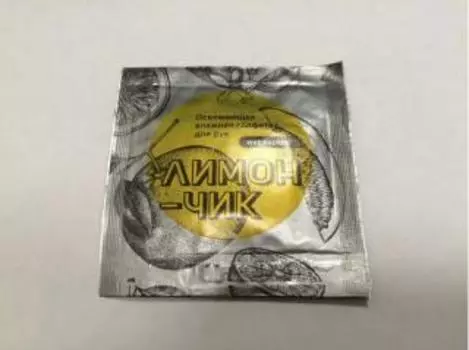 Освежающая
влажная салфетка
для рук
ЛИМОН
-ЧИК